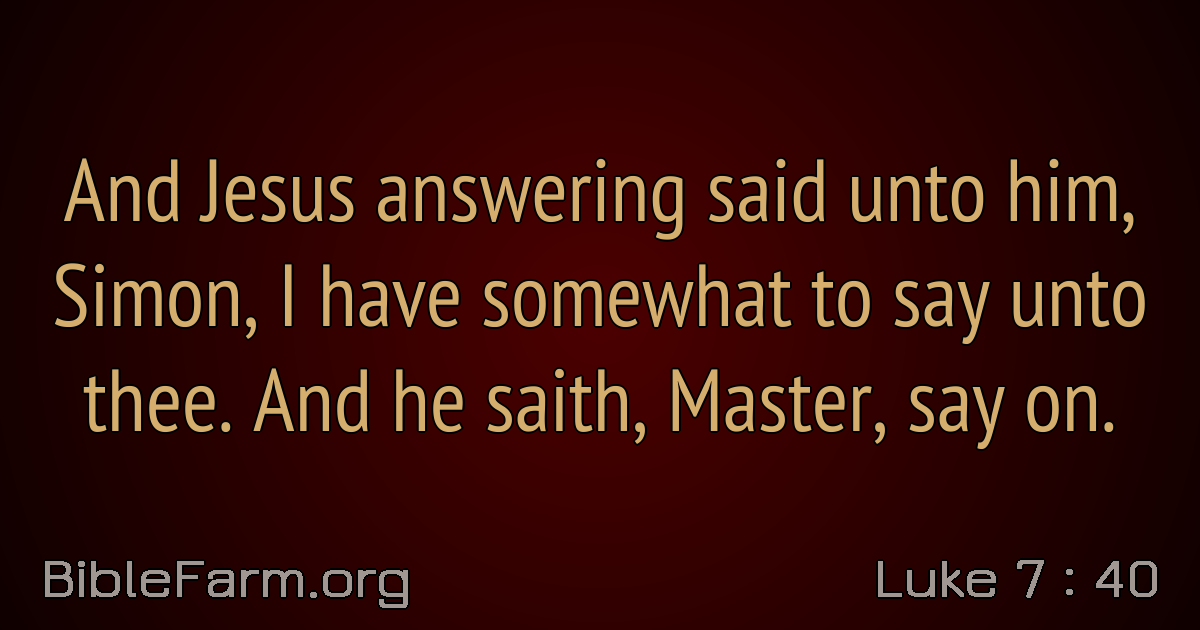 And Jesus answering said unto him,
Simon, I have somewhat to say unto
thee. And he saith, Master, say on.
BibleFarm.org
Luke 7 : 40